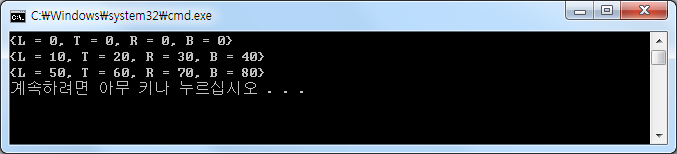 C:₩Windows₩system32₩cmd.exe
{L = 0, T = 0, R = 0, B = 0}
{L = 10, T = 20, R = 30, B = 40}
{L = 50, T = 60, R = 70, B = 80}
계속하려면 아무 키나 누르십시오 . . .